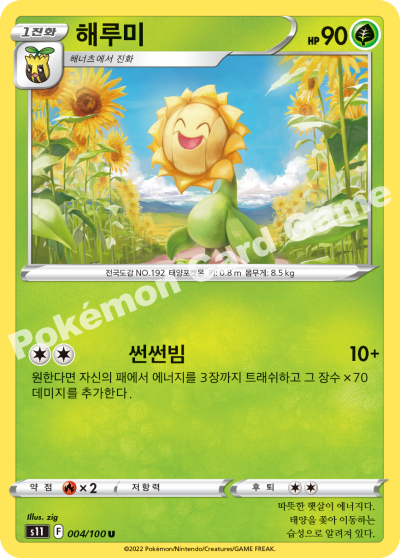 1진화 해루미 HP 90
해너츠에서 진화
전국도감 NO.192 태양포켓몬 키: 0.8 m 몸무게: 8.5 kg
썬썬빔 10+
원한다면 자신의 패에서 에너지를 3장까지 트래쉬하고 그 장수×70
데미지를 추가한다.
약점 ×2 저항력 후퇴
Illus. zig
s11 F 004/100 U
따뜻한 햇살이 에너지다.
태양을 쫓아 이동하는
습성으로 알려져 있다.
©2022 Pokémon/Nintendo/Creatures/GAME FREAK.
Pokémon Card Game